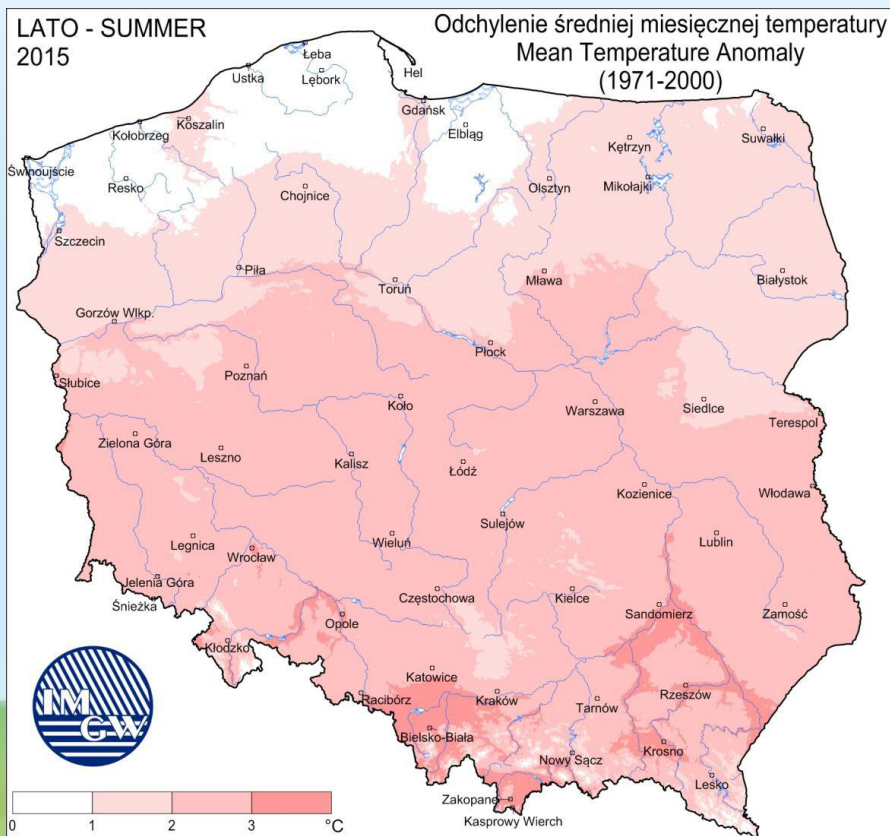 LATO - SUMMER
2015
Odchylenie średniej miesięcznej temperatury
Mean Temperature Anomaly
(1971-2000)
Łeba
Ustka
Lębork
Hel
Gdańsk
Koszalin
Kołobrzeg
Elbląg
Suwałki
Kętrzyn
Świnoujście
Resko
Chojnice
Olsztyn
Mikołajki
Szczecin
Piła
Toruń
Mława
Białystok
Gorzów Wlkp.
Płock
Słubice
Poznań
Koło
Warszawa
Siedlce
Terespol
Zielona Góra
Leszno
Kalisz
Łódź
Kozienice
Włodawa
Sulejów
Legnica
Wrocław
Wieluń
Lublin
Jelenia Góra
Śnieżka
Częstochowa
Kielce
Sandomierz
Zamość
Opole
Kłodzko
Katowice
Racibórz
Kraków
Tarnów
Rzeszów
Bielsko-Biała
Nowy Sącz
Krosno
Lesko
Zakopane
Kasprowy Wierch
IM
GW
0 1 2 3 °C